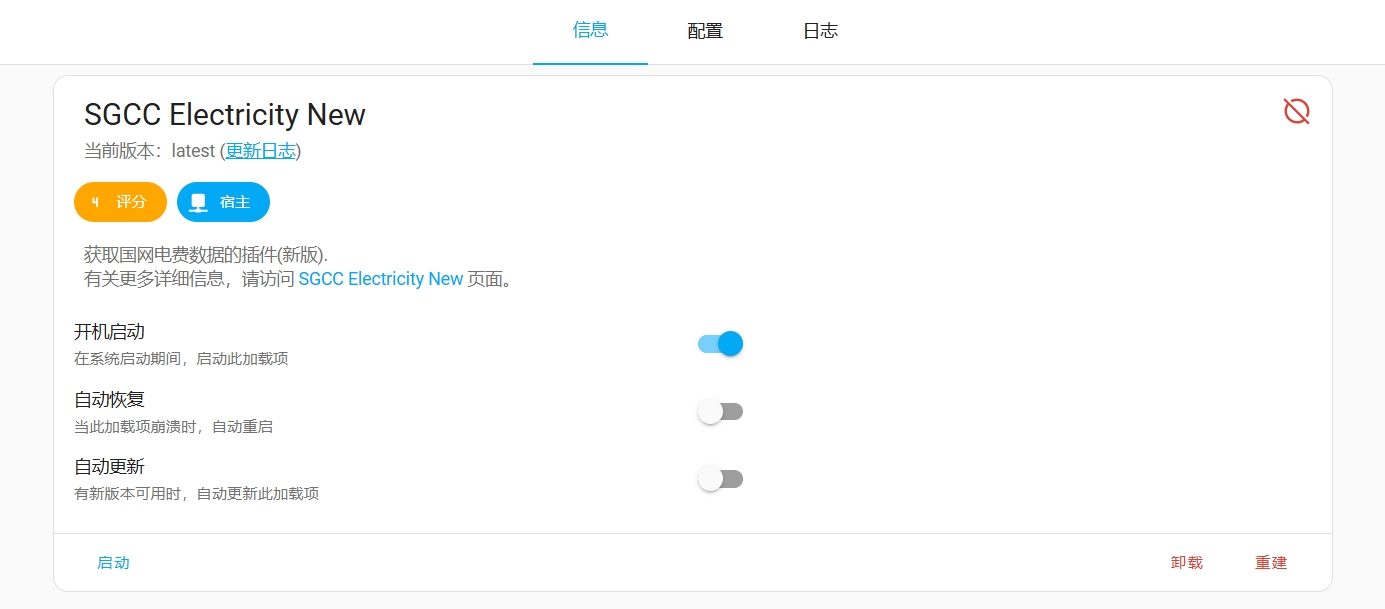 信息 配置 日志
SGCC Electricity New
当前版本：latest (更新日志)
4 评分 宿主
获取国网电费数据的插件(新版).
有关更多详细信息，请访问 SGCC Electricity New 页面。
开机启动
在系统启动期间，启动此加载项
自动恢复
当此加载项崩溃时，自动重启
自动更新
有新版本可用时，自动更新此加载项
启动 卸载 重建